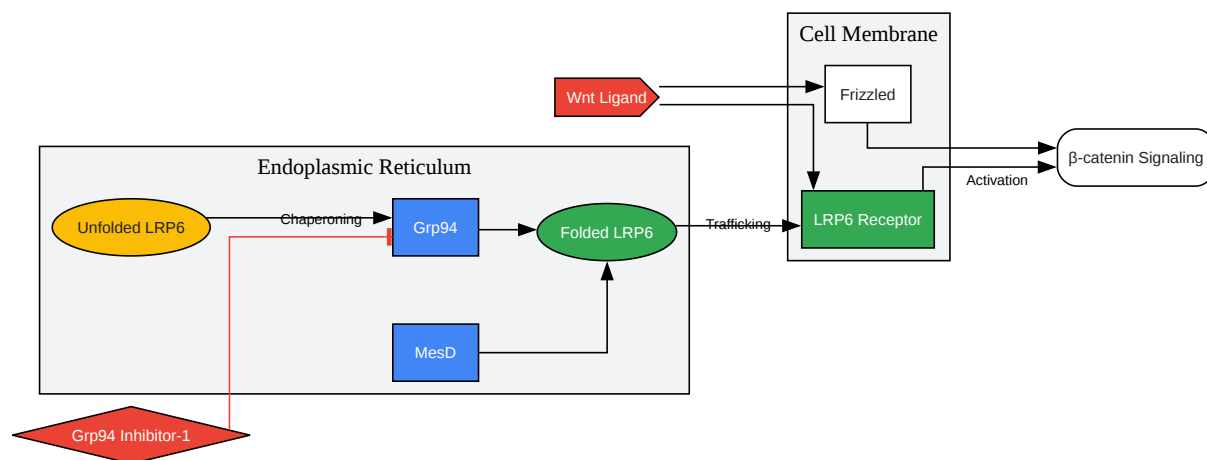 Cell Membrane
Wnt Ligand
Frizzled
β-catenin Signaling
Activation
Endoplasmic Reticulum
Unfolded LRP6
Chaperoning
Grp94
Folded LRP6
Trafficking
LRP6 Receptor
MesD
Grp94 Inhibitor-1